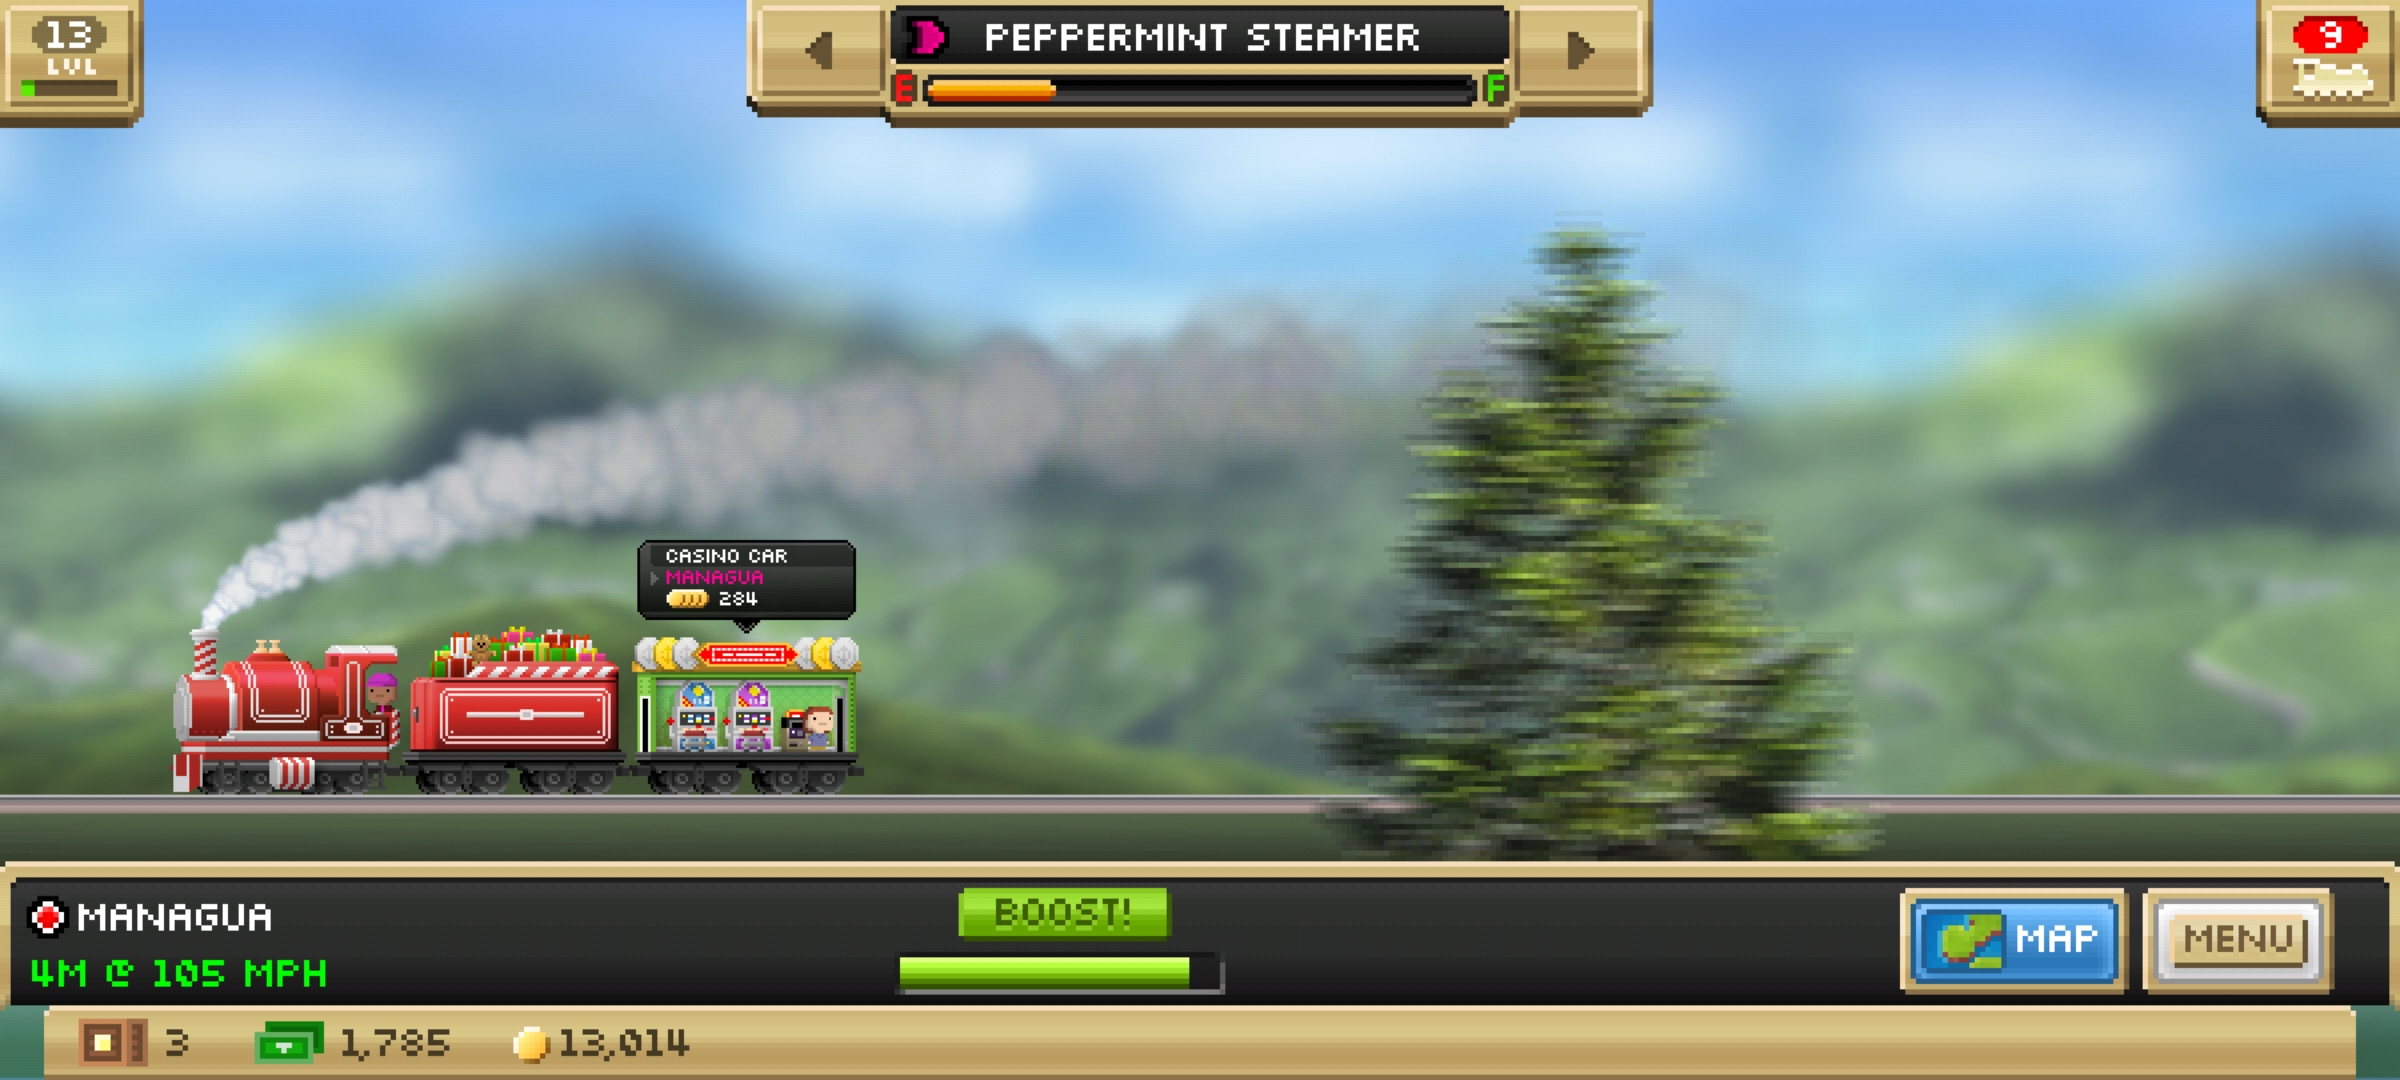 13
LVL
PEPPERMINT STEAMER
E F
9
CASINO CAR
MANAGUA
284
MANAGUA
4M @ 105 MPH
BOOST!
MAP
MENU
3 1,785 13,014